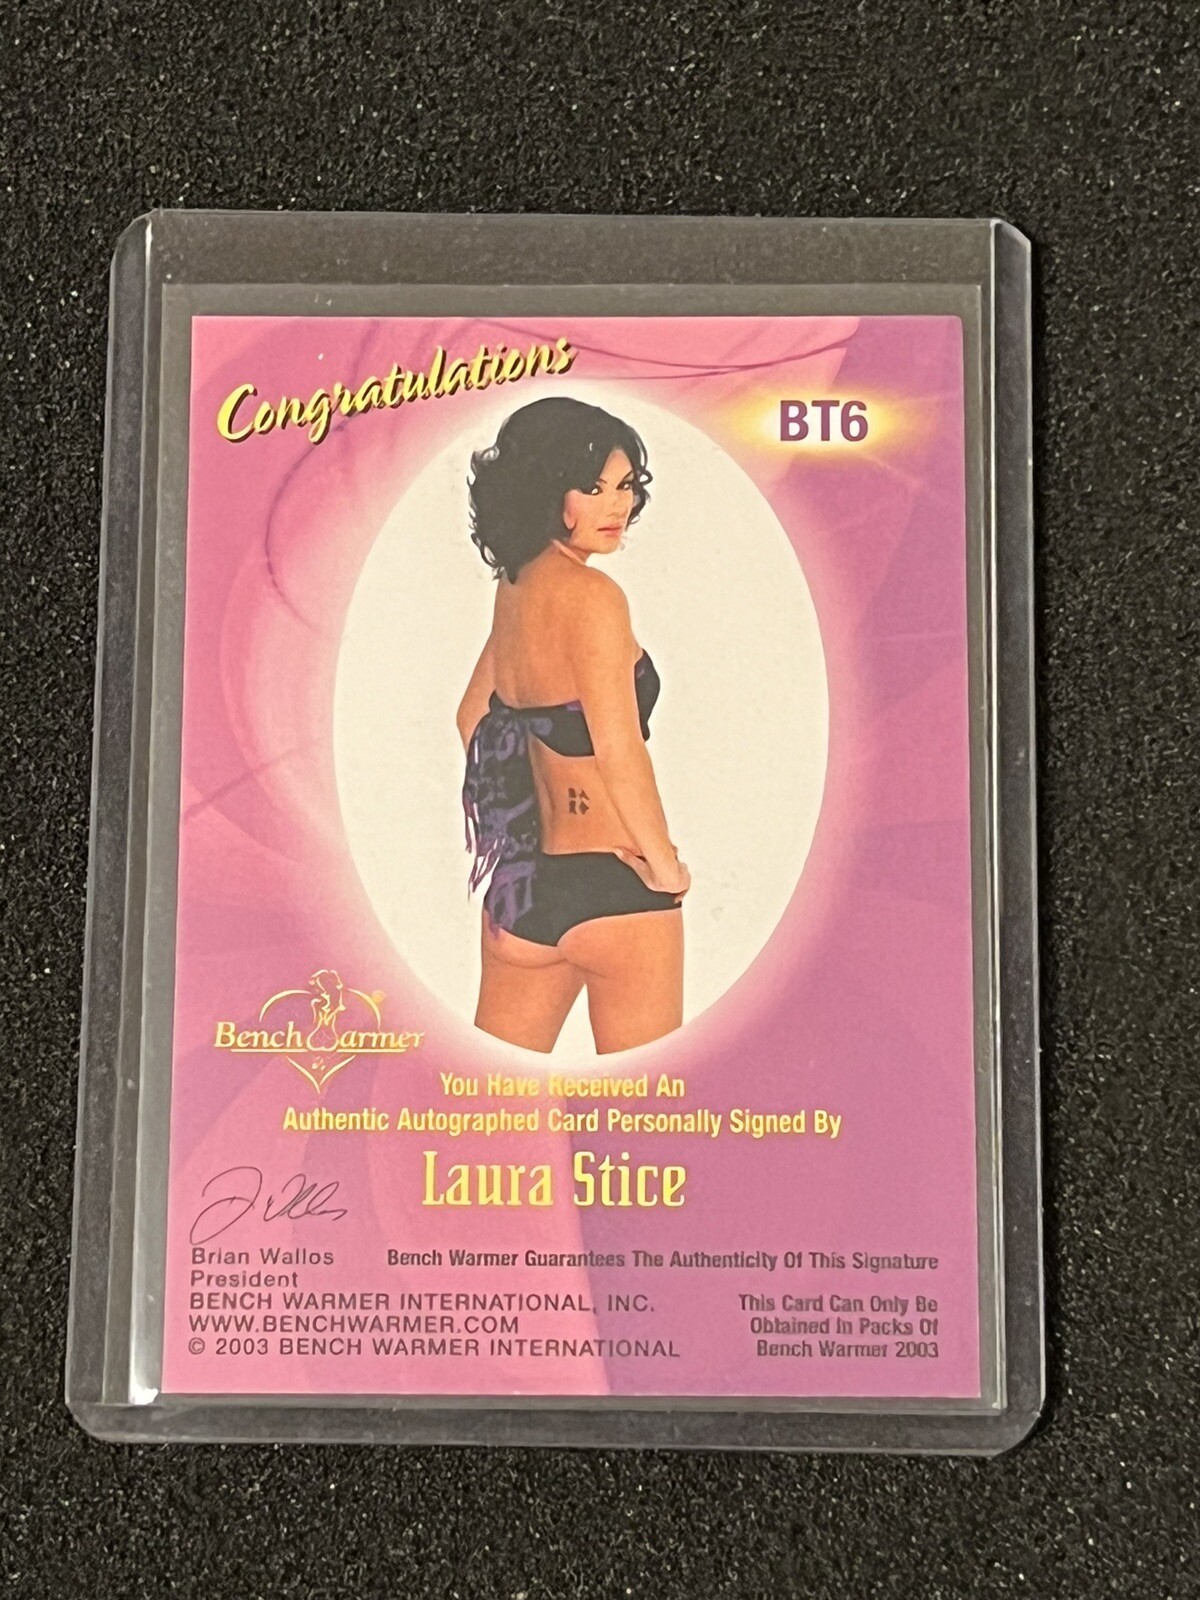 Congratulations
BT6
Bench Warmer
You Have Received An
Authentic Autographed Card Personally Signed By
Laura Stice
Brian Wallos
President
Bench Warmer Guarantees The Authenticity Of This Signature
BENCH WARMER INTERNATIONAL, INC.
WWW.BENCHWARMER.COM
© 2003 BENCH WARMER INTERNATIONAL
This Card Can Only Be
Obtained In Packs Of
Bench Warmer 2003